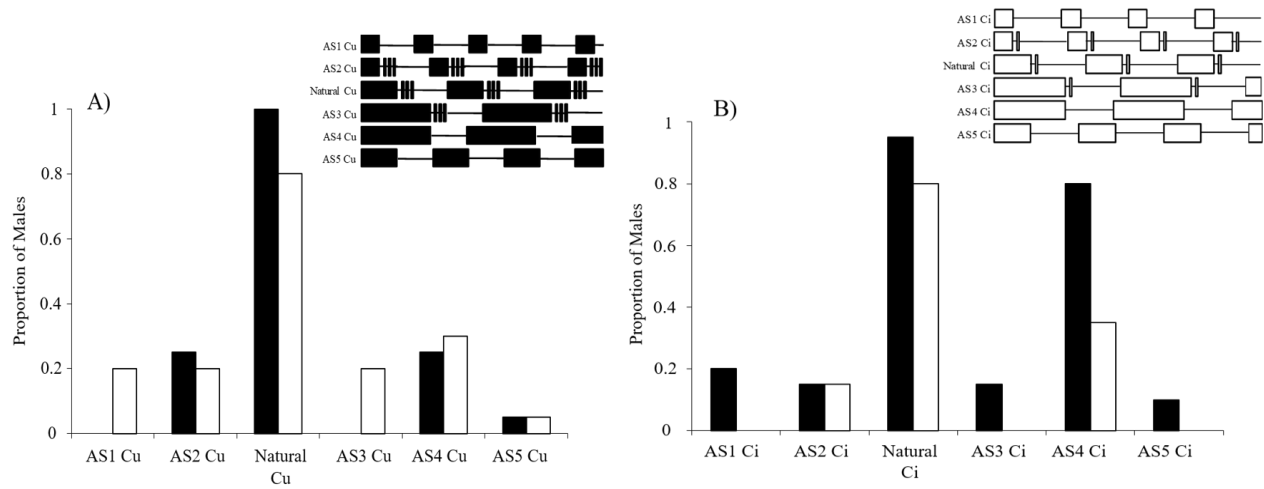 A)
AS1 Cu
AS2 Cu
Natural Cu
AS3 Cu
AS4 Cu
AS5 Cu
Proportion of Males
1
0.8
0.6
0.4
0.2
0
AS1 Cu AS2 Cu Natural Cu AS3 Cu AS4 Cu AS5 Cu
B)
AS1 Ci
AS2 Ci
Natural Ci
AS3 Ci
AS4 Ci
AS5 Ci
Proportion of Males
1
0.8
0.6
0.4
0.2
0
AS1 Ci AS2 Ci Natural Ci AS3 Ci AS4 Ci AS5 Ci